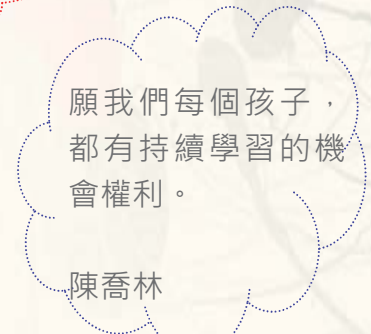 願我們每個孩子，
都有持續學習的機
會權利。
陳喬林